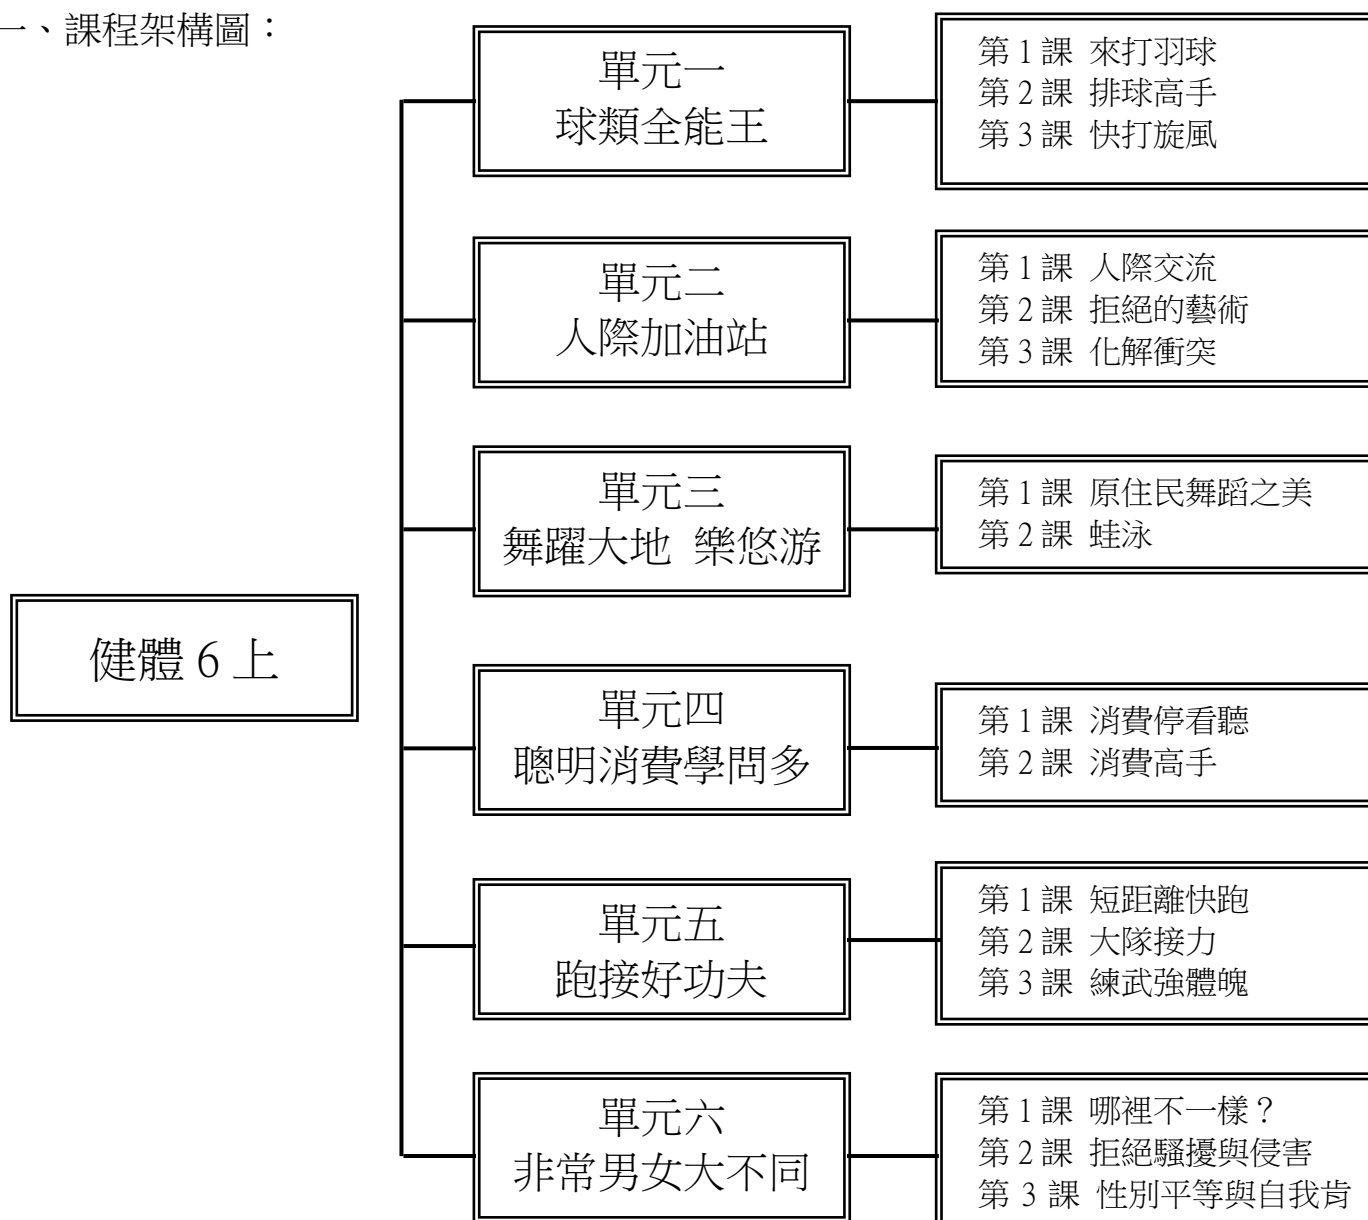 一、課程架構圖：
健體 6 上
單元一
球類全能王
第 1 課 來打羽球
第 2 課 排球高手
第 3 課 快打旋風
單元二
人際加油站
第 1 課 人際交流
第 2 課 拒絕的藝術
第 3 課 化解衝突
單元三
舞躍大地 樂悠游
第 1 課 原住民舞蹈之美
第 2 課 蛙泳
單元四
聰明消費學問多
第 1 課 消費停看聽
第 2 課 消費高手
單元五
跑接好功夫
第 1 課 短距離快跑
第 2 課 大隊接力
第 3 課 練武強體魄
單元六
非常男女大不同
第 1 課 哪裡不一樣？
第 2 課 拒絕騷擾與侵害
第 3 課 性別平等與自我肯